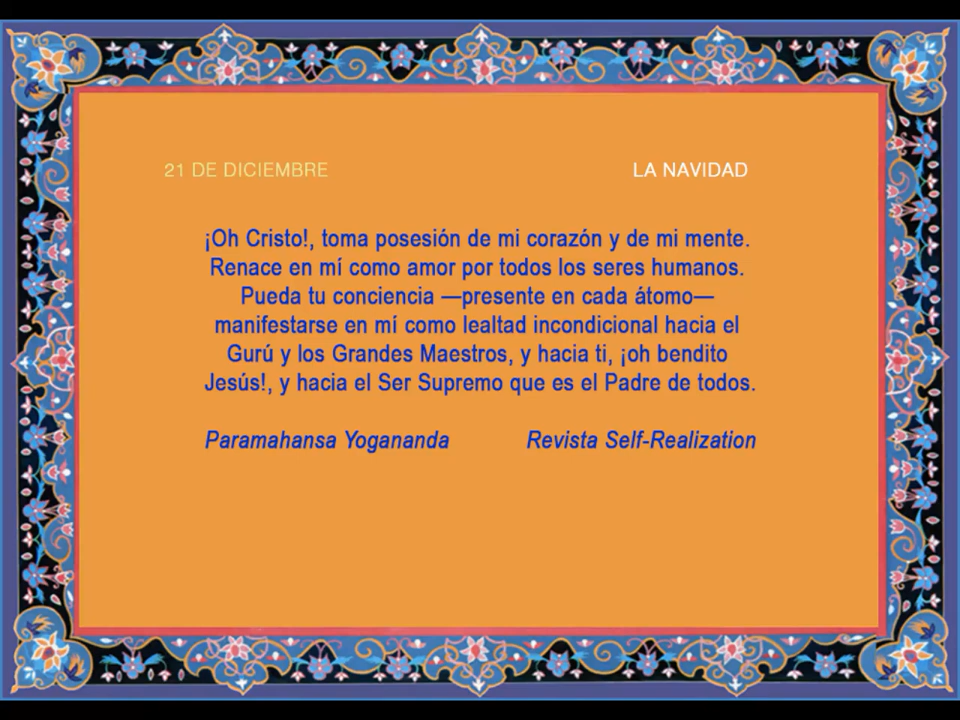 21 DE DICIEMBRE LA NAVIDAD
¡Oh Cristo!, toma posesión de mi corazón y de mi mente.
Renace en mí como amor por todos los seres humanos.
Pueda tu conciencia —presente en cada átomo—
manifestarse en mí como lealtad incondicional hacia el
Gurú y los Grandes Maestros, y hacia ti, ¡oh bendito
Jesús!, y hacia el Ser Supremo que es el Padre de todos.
Paramahansa Yogananda Revista Self-Realization